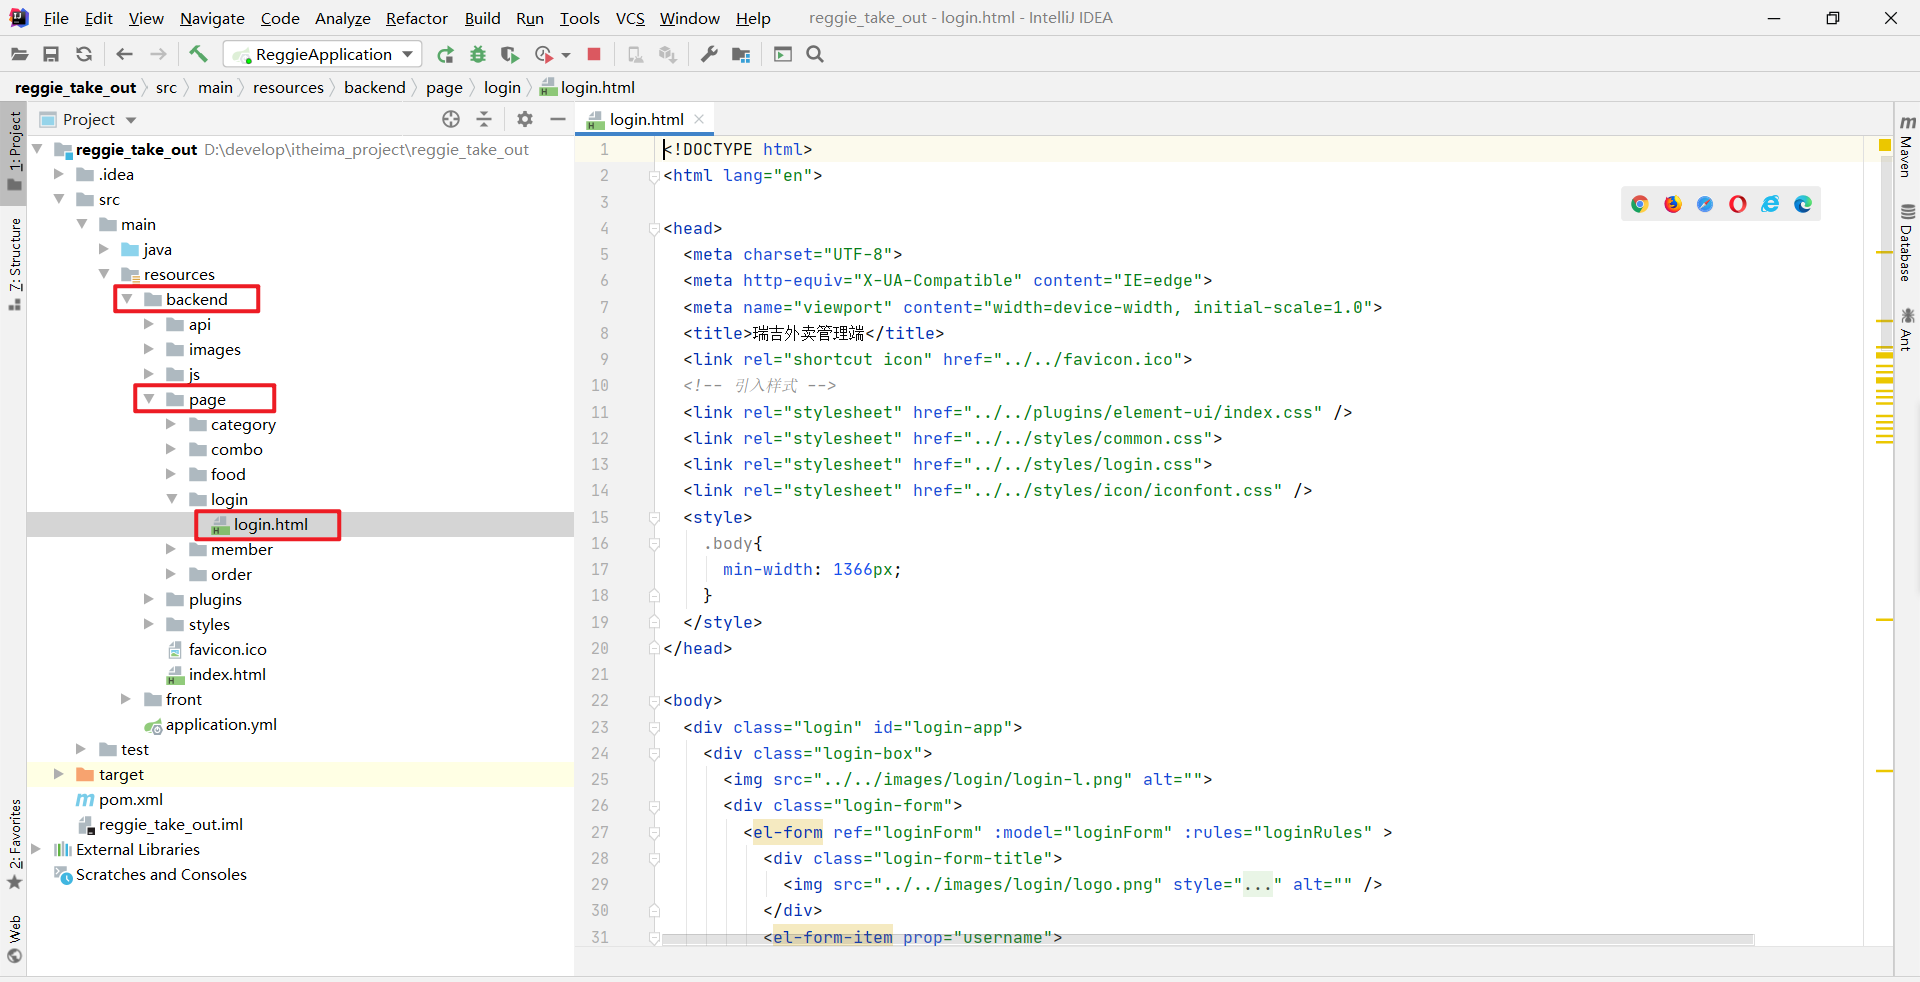 File Edit View Navigate Code Analyze Refactor Build Run Tools VCS Window Help reggie_take_out - login.html - IntelliJ IDEA
ReggieApplication
reggie_take_out src main resources backend page login login.html
Project
login.html
1: Project
7: Structure
2: Favorites
Web
reggie_take_out D:\develop\itheima_project\reggie_take_out
.idea
src
main
java
resources
backend
api
images
js
page
category
combo
food
login
login.html
member
order
plugins
styles
favicon.ico
index.html
front
application.yml
test
target
pom.xml
reggie_take_out.iml
External Libraries
Scratches and Consoles
1 <!DOCTYPE html>
2 <html lang="en">
3
4 <head>
5 <meta charset="UTF-8">
6 <meta http-equiv="X-UA-Compatible" content="IE=edge">
7 <meta name="viewport" content="width=device-width, initial-scale=1.0">
8 <title>瑞吉外卖管理端</title>
9 <link rel="shortcut icon" href="../../favicon.ico">
10 <!-- 引入样式 -->
11 <link rel="stylesheet" href="../../plugins/element-ui/index.css" />
12 <link rel="stylesheet" href="../../styles/common.css">
13 <link rel="stylesheet" href="../../styles/login.css">
14 <link rel="stylesheet" href="../../styles/icon/iconfont.css" />
15 <style>
16 .body{
17 min-width: 1366px;
18 }
19 </style>
20 </head>
21
22 <body>
23 <div class="login" id="login-app">
24 <div class="login-box">
25 <img src="../../images/login/login-l.png" alt="">
26 <div class="login-form">
27 <el-form ref="loginForm" :model="loginForm" :rules="loginRules" >
28 <div class="login-form-title">
29 <img src="../../images/login/logo.png" style="..." alt="" />
30 </div>
31 <el-form-item prop="username">
Maven
Database
Ant